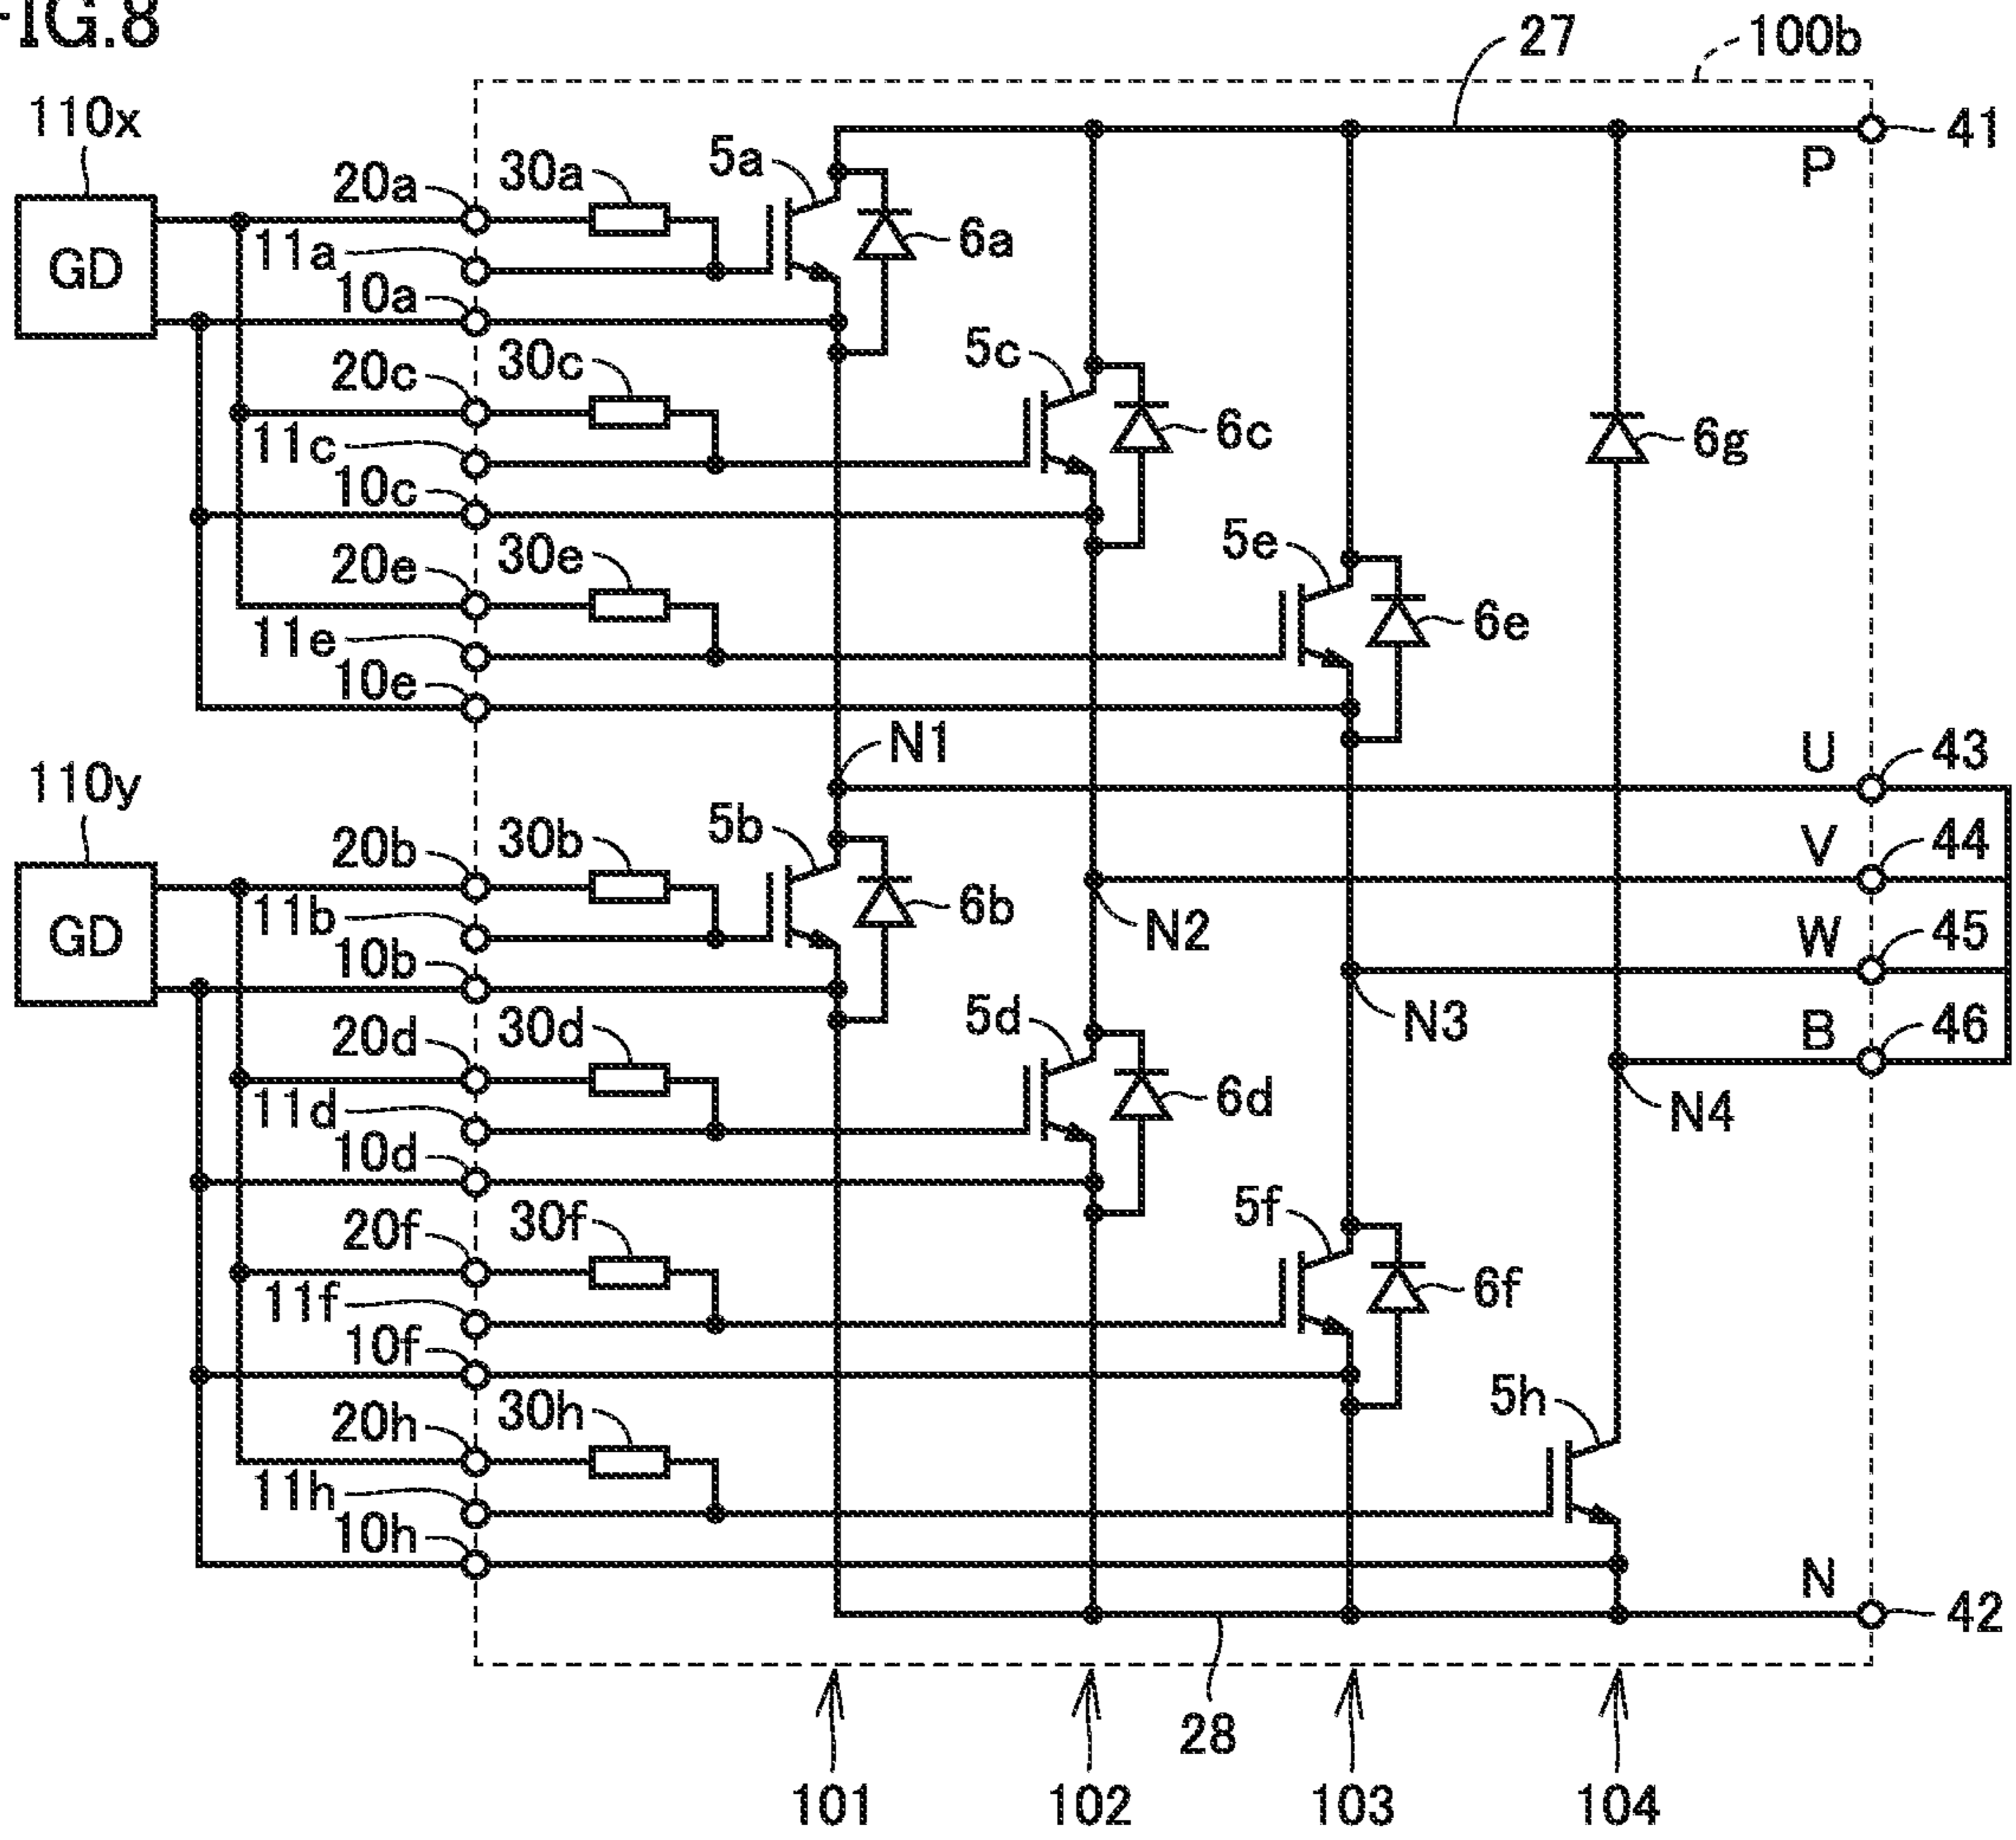 FIG.8
27
100b
110x
5a
41
P
20a
30a
11a
6a
GD
10a
5c
20c
30c
11c
6c
6g
10c
5e
20e
30e
11e
6e
10e
N1
U
43
110y
5b
V
44
20b
30b
11b
6b
N2
W
45
GD
10b
5d
N3
B
46
20d
30d
11d
6d
N4
10d
5f
20f
30f
11f
6f
10f
5h
20h
30h
11h
10h
N
42
28
101
102
103
104